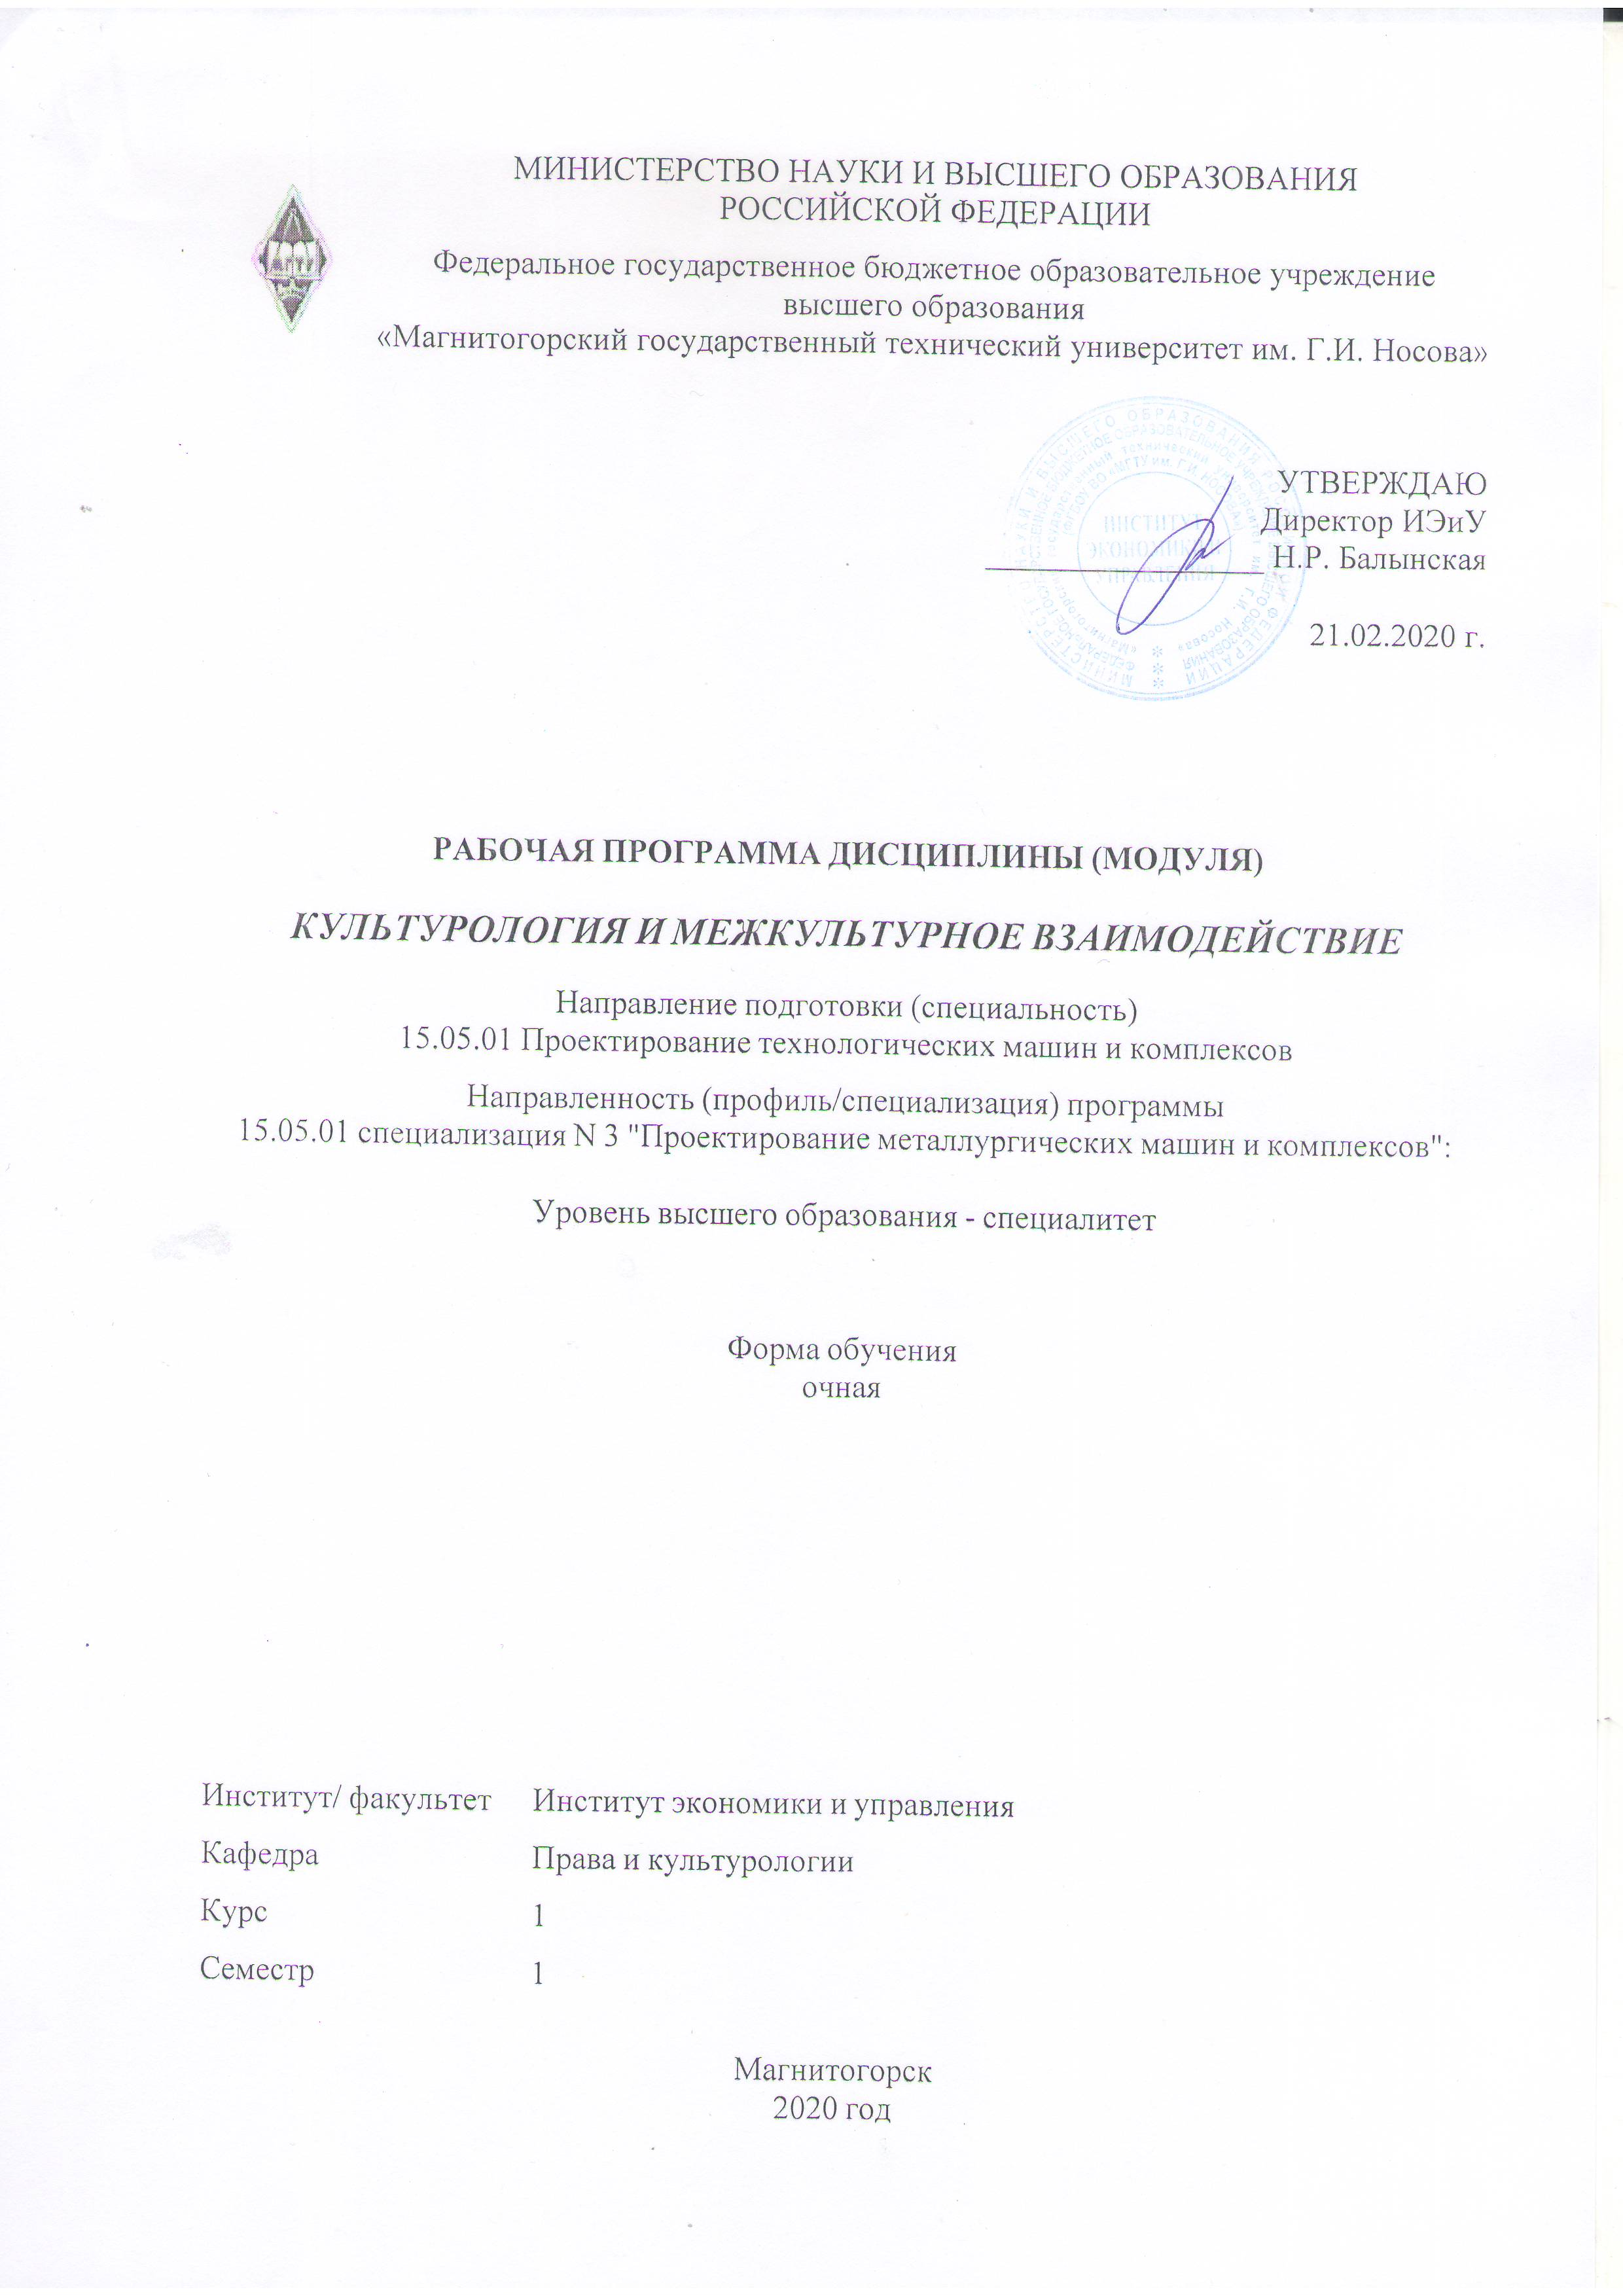 МИНИСТЕРСТВО НАУКИ И ВЫСШЕГО ОБРАЗОВАНИЯ
РОССИЙСКОЙ ФЕДЕРАЦИИ
Федеральное государственное бюджетное образовательное учреждение
высшего образования
«Магнитогорский государственный технический университет им. Г.И. Носова»
УТВЕРЖДАЮ
Директор ИЭиУ
Н.Р. Балынская
21.02.2020 г.
ИНСТИТУТ
ЭКОНОМИКИ И
УПРАВЛЕНИЯ
РАБОЧАЯ ПРОГРАММА ДИСЦИПЛИНЫ (МОДУЛЯ)
КУЛЬТУРОЛОГИЯ И МЕЖКУЛЬТУРНОЕ ВЗАИМОДЕЙСТВИЕ
Направление подготовки (специальность)
15.05.01 Проектирование технологических машин и комплексов
Направленность (профиль/специализация) программы
15.05.01 специализация N 3 "Проектирование металлургических машин и комплексов":
Уровень высшего образования - специалитет
Форма обучения
очная
Институт/ факультет Институт экономики и управления
Кафедра Права и культурологии
Курс 1
Семестр 1
Магнитогорск
2020 год